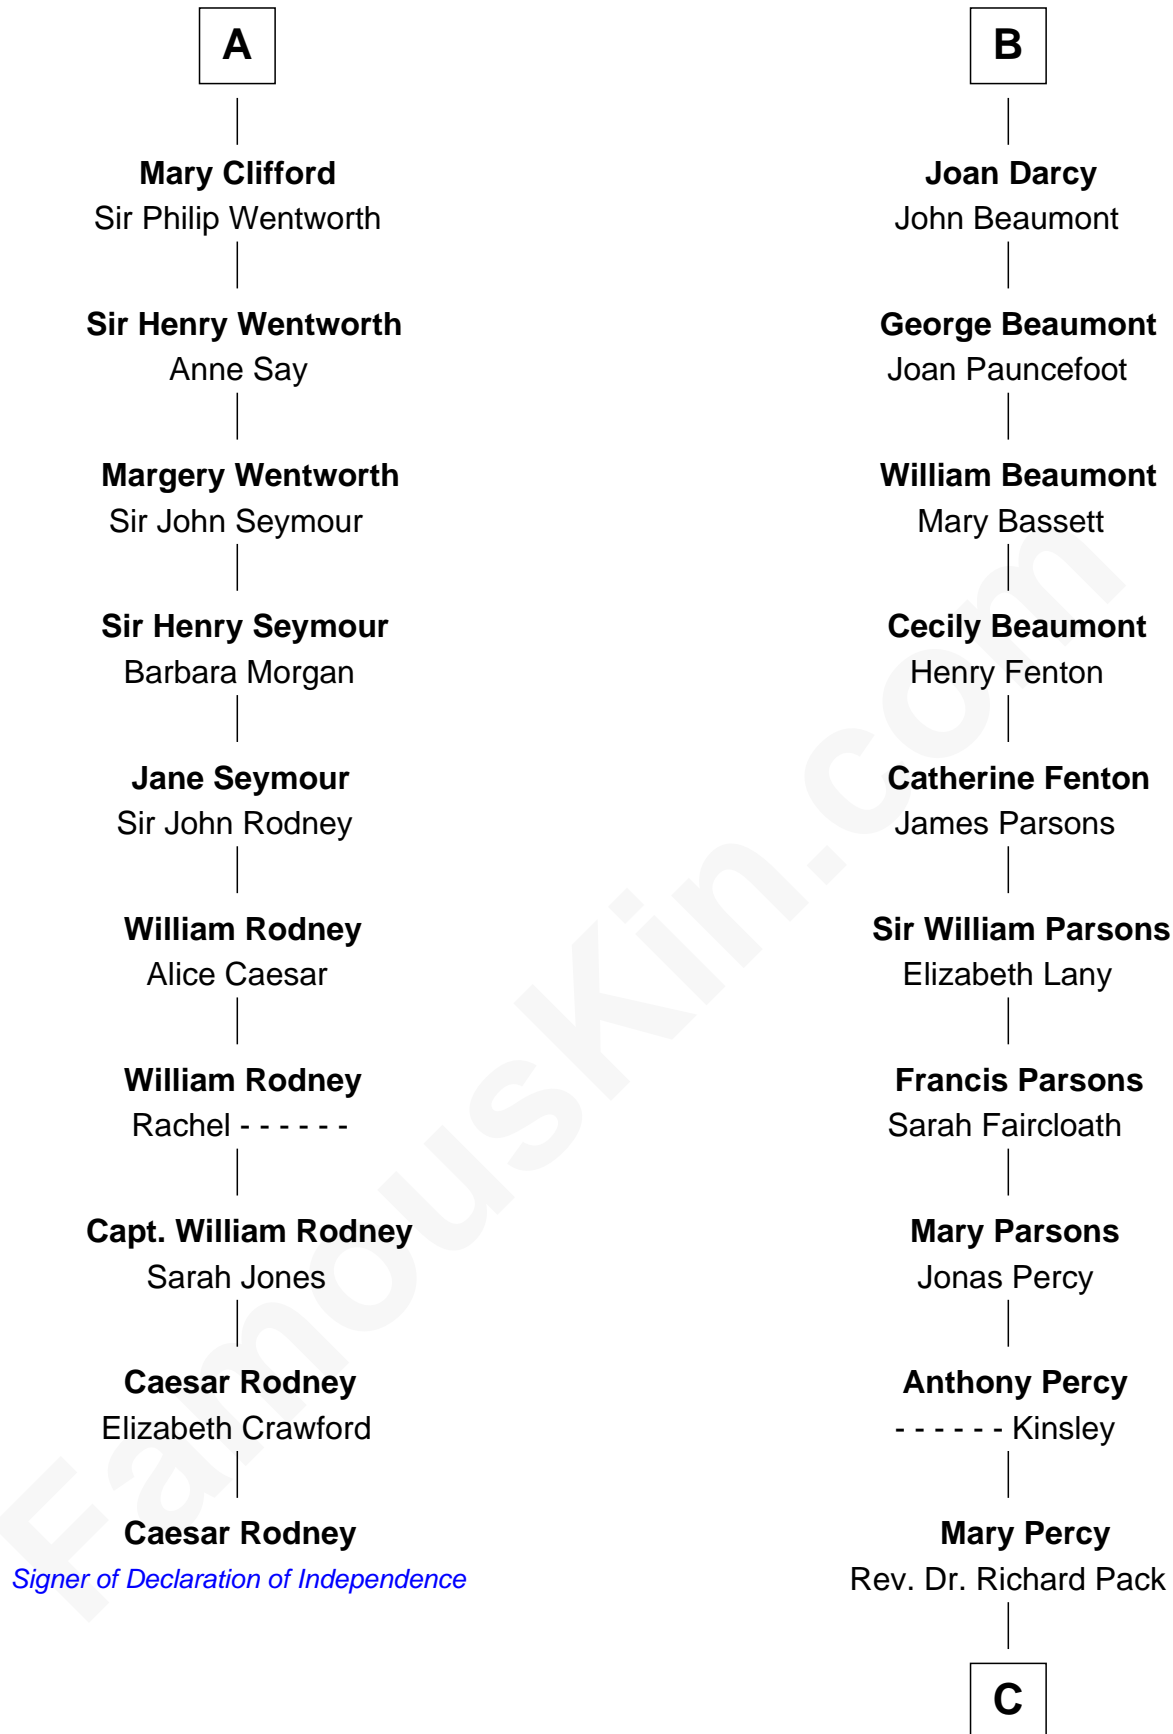 A
Mary Clifford
Sir Philip Wentworth
Sir Henry Wentworth
Anne Say
Margery Wentworth
Sir John Seymour
Sir Henry Seymour
Barbara Morgan
Jane Seymour
Sir John Rodney
William Rodney
Alice Caesar
William Rodney
Rachel - - - - - -
Capt. William Rodney
Sarah Jones
Caesar Rodney
Elizabeth Crawford
Caesar Rodney
Signer of Declaration of Independence
B
Joan Darcy
John Beaumont
George Beaumont
Joan Pauncefoot
William Beaumont
Mary Bassett
Cecily Beaumont
Henry Fenton
Catherine Fenton
James Parsons
Sir William Parsons
Elizabeth Lany
Francis Parsons
Sarah Faircloath
Mary Parsons
Jonas Percy
Anthony Percy
- - - - - - Kinsley
Mary Percy
Rev. Dr. Richard Pack
C
FamousKin.com